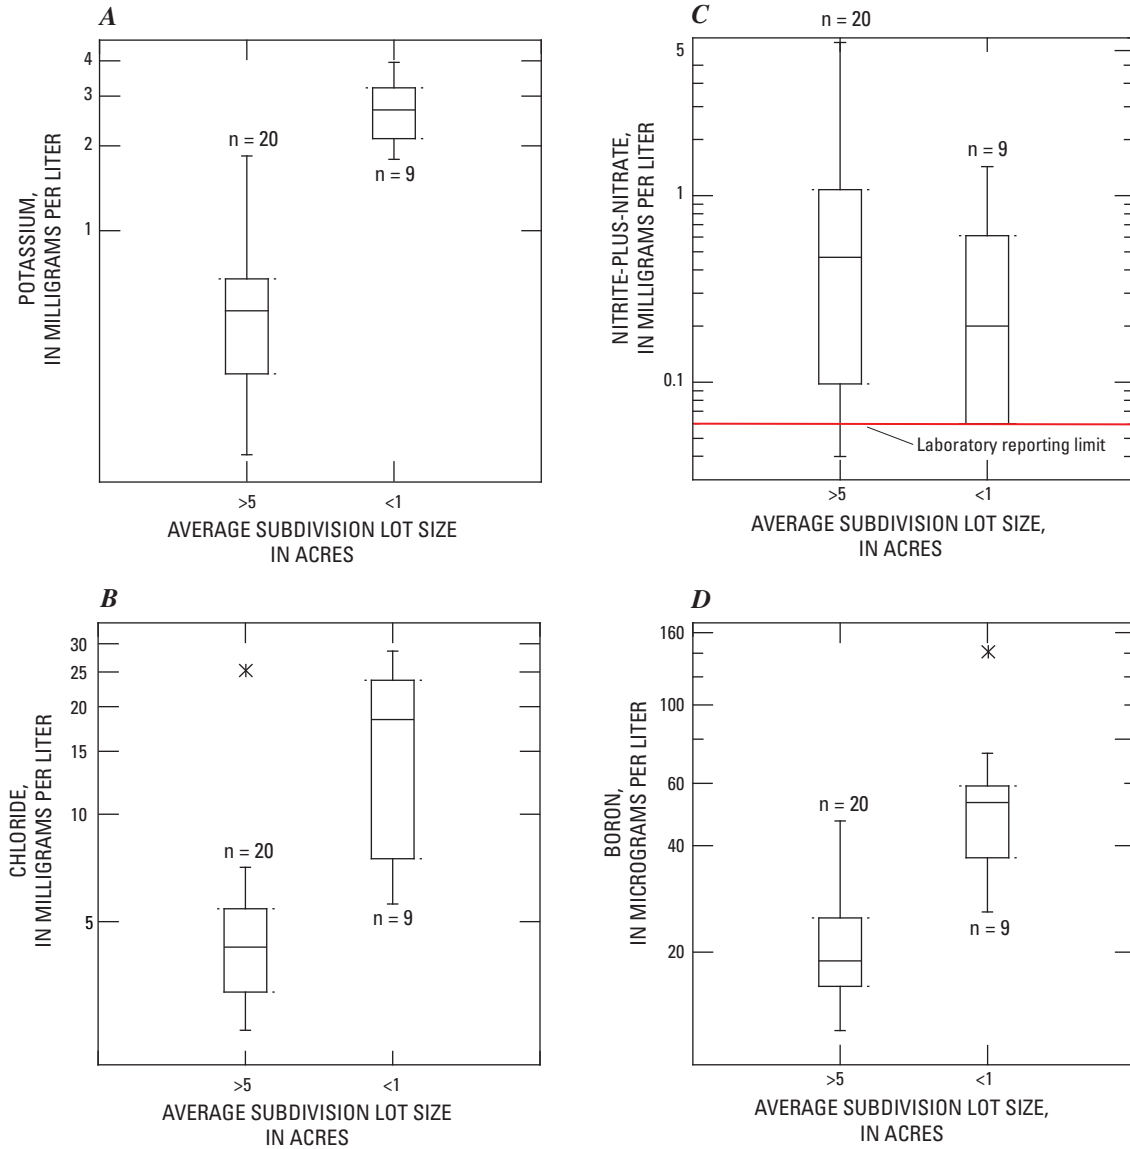 A
4
3
2
1
n = 20
n = 9
POTASSIUM,
IN MILLIGRAMS PER LITER
>5
<1
AVERAGE SUBDIVISION LOT SIZE
IN ACRES
C
n = 20
5
1
0.1
n = 9
NITRITE-PLUS-NITRATE,
IN MILLIGRAMS PER LITER
Laboratory reporting limit
>5
<1
AVERAGE SUBDIVISION LOT SIZE,
IN ACRES
B
30
25
20
15
10
5
n = 20
n = 9
CHLORIDE,
IN MILLIGRAMS PER LITER
>5
<1
AVERAGE SUBDIVISION LOT SIZE
IN ACRES
D
160
100
60
40
20
n = 20
n = 9
BORON,
IN MICROGRAMS PER LITER
>5
<1
AVERAGE SUBDIVISION LOT SIZE,
IN ACRES